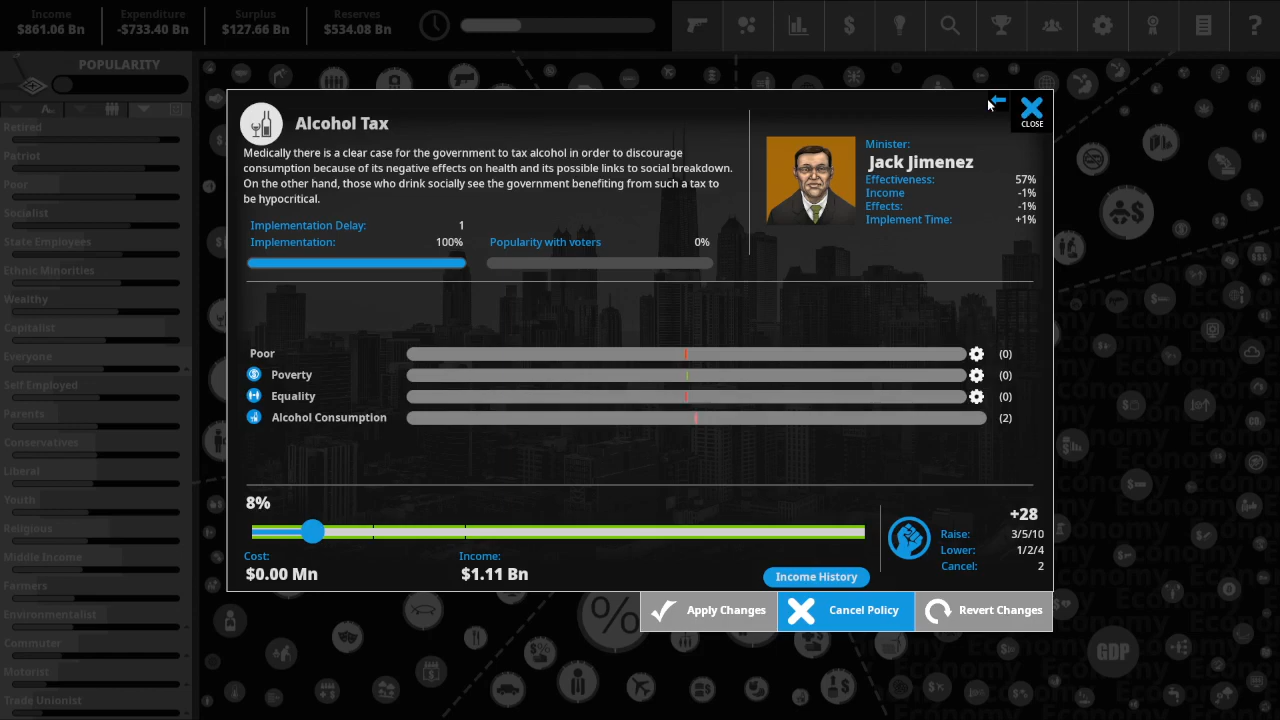 Income
Expenditure
Surplus
Reserves
$861.06 Bn
-$733.40 Bn
$127.66 Bn
$534.08 Bn
POPULARITY
Retired
Patriot
Poor
Socialist
State Employees
Ethnic Minorities
Wealthy
Capitalist
Everyone
Self Employed
Parents
Conservatives
Liberal
Youth
Religious
Middle Income
Farmers
Environmentalist
Commuter
Motorist
Trade Unionist
Alcohol Tax
Medically there is a clear case for the government to tax alcohol in order to discourage
consumption because of its negative effects on health and its possible links to social breakdown.
On the other hand, those who drink socially see the government benefiting from such a tax to
be hypocritical.
Implementation Delay: 1
Implementation: 100%
Popularity with voters 0%
CLOSE
Minister:
Jack Jimenez
Effectiveness: 57%
Income -1%
Effects: -1%
Implement Time: +1%
Poor (0)
Poverty (0)
Equality (0)
Alcohol Consumption (2)
8%
Cost:
$0.00 Mn
Income:
$1.11 Bn
Income History
+28
Raise: 3/5/10
Lower: 1/2/4
Cancel: 2
Apply Changes
Cancel Policy
Revert Changes
GDP